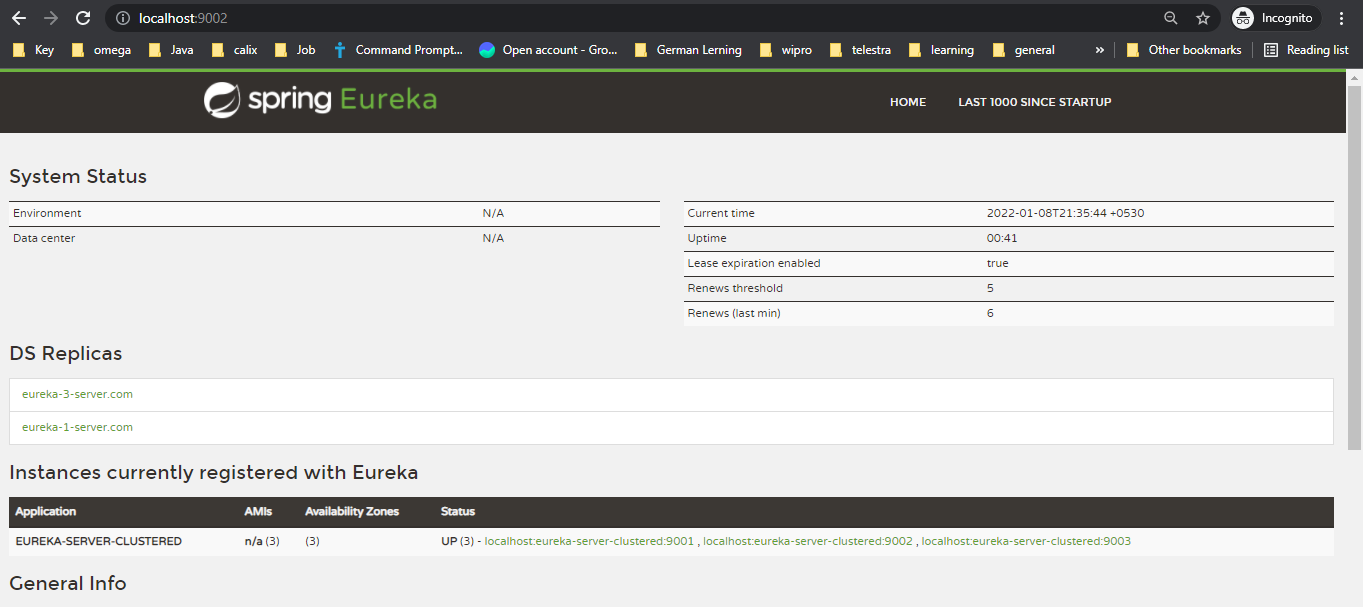 localhost:9002 Incognito
Key omega Java calix Job Command Prompt... Open account - Gro... German Lerning wipro telestra learning general » Other bookmarks Reading list
spring Eureka HOME LAST 1000 SINCE STARTUP
System Status
Environment N/A Current time 2022-01-08T21:35:44 +0530
Data center N/A Uptime 00:41
Lease expiration enabled true
Renews threshold 5
Renews (last min) 6
DS Replicas
eureka-3-server.com
eureka-1-server.com
Instances currently registered with Eureka
Application AMIs Availability Zones Status
EUREKA-SERVER-CLUSTERED n/a (3) (3) UP (3) - localhost:eureka-server-clustered:9001 , localhost:eureka-server-clustered:9002 , localhost:eureka-server-clustered:9003
General Info